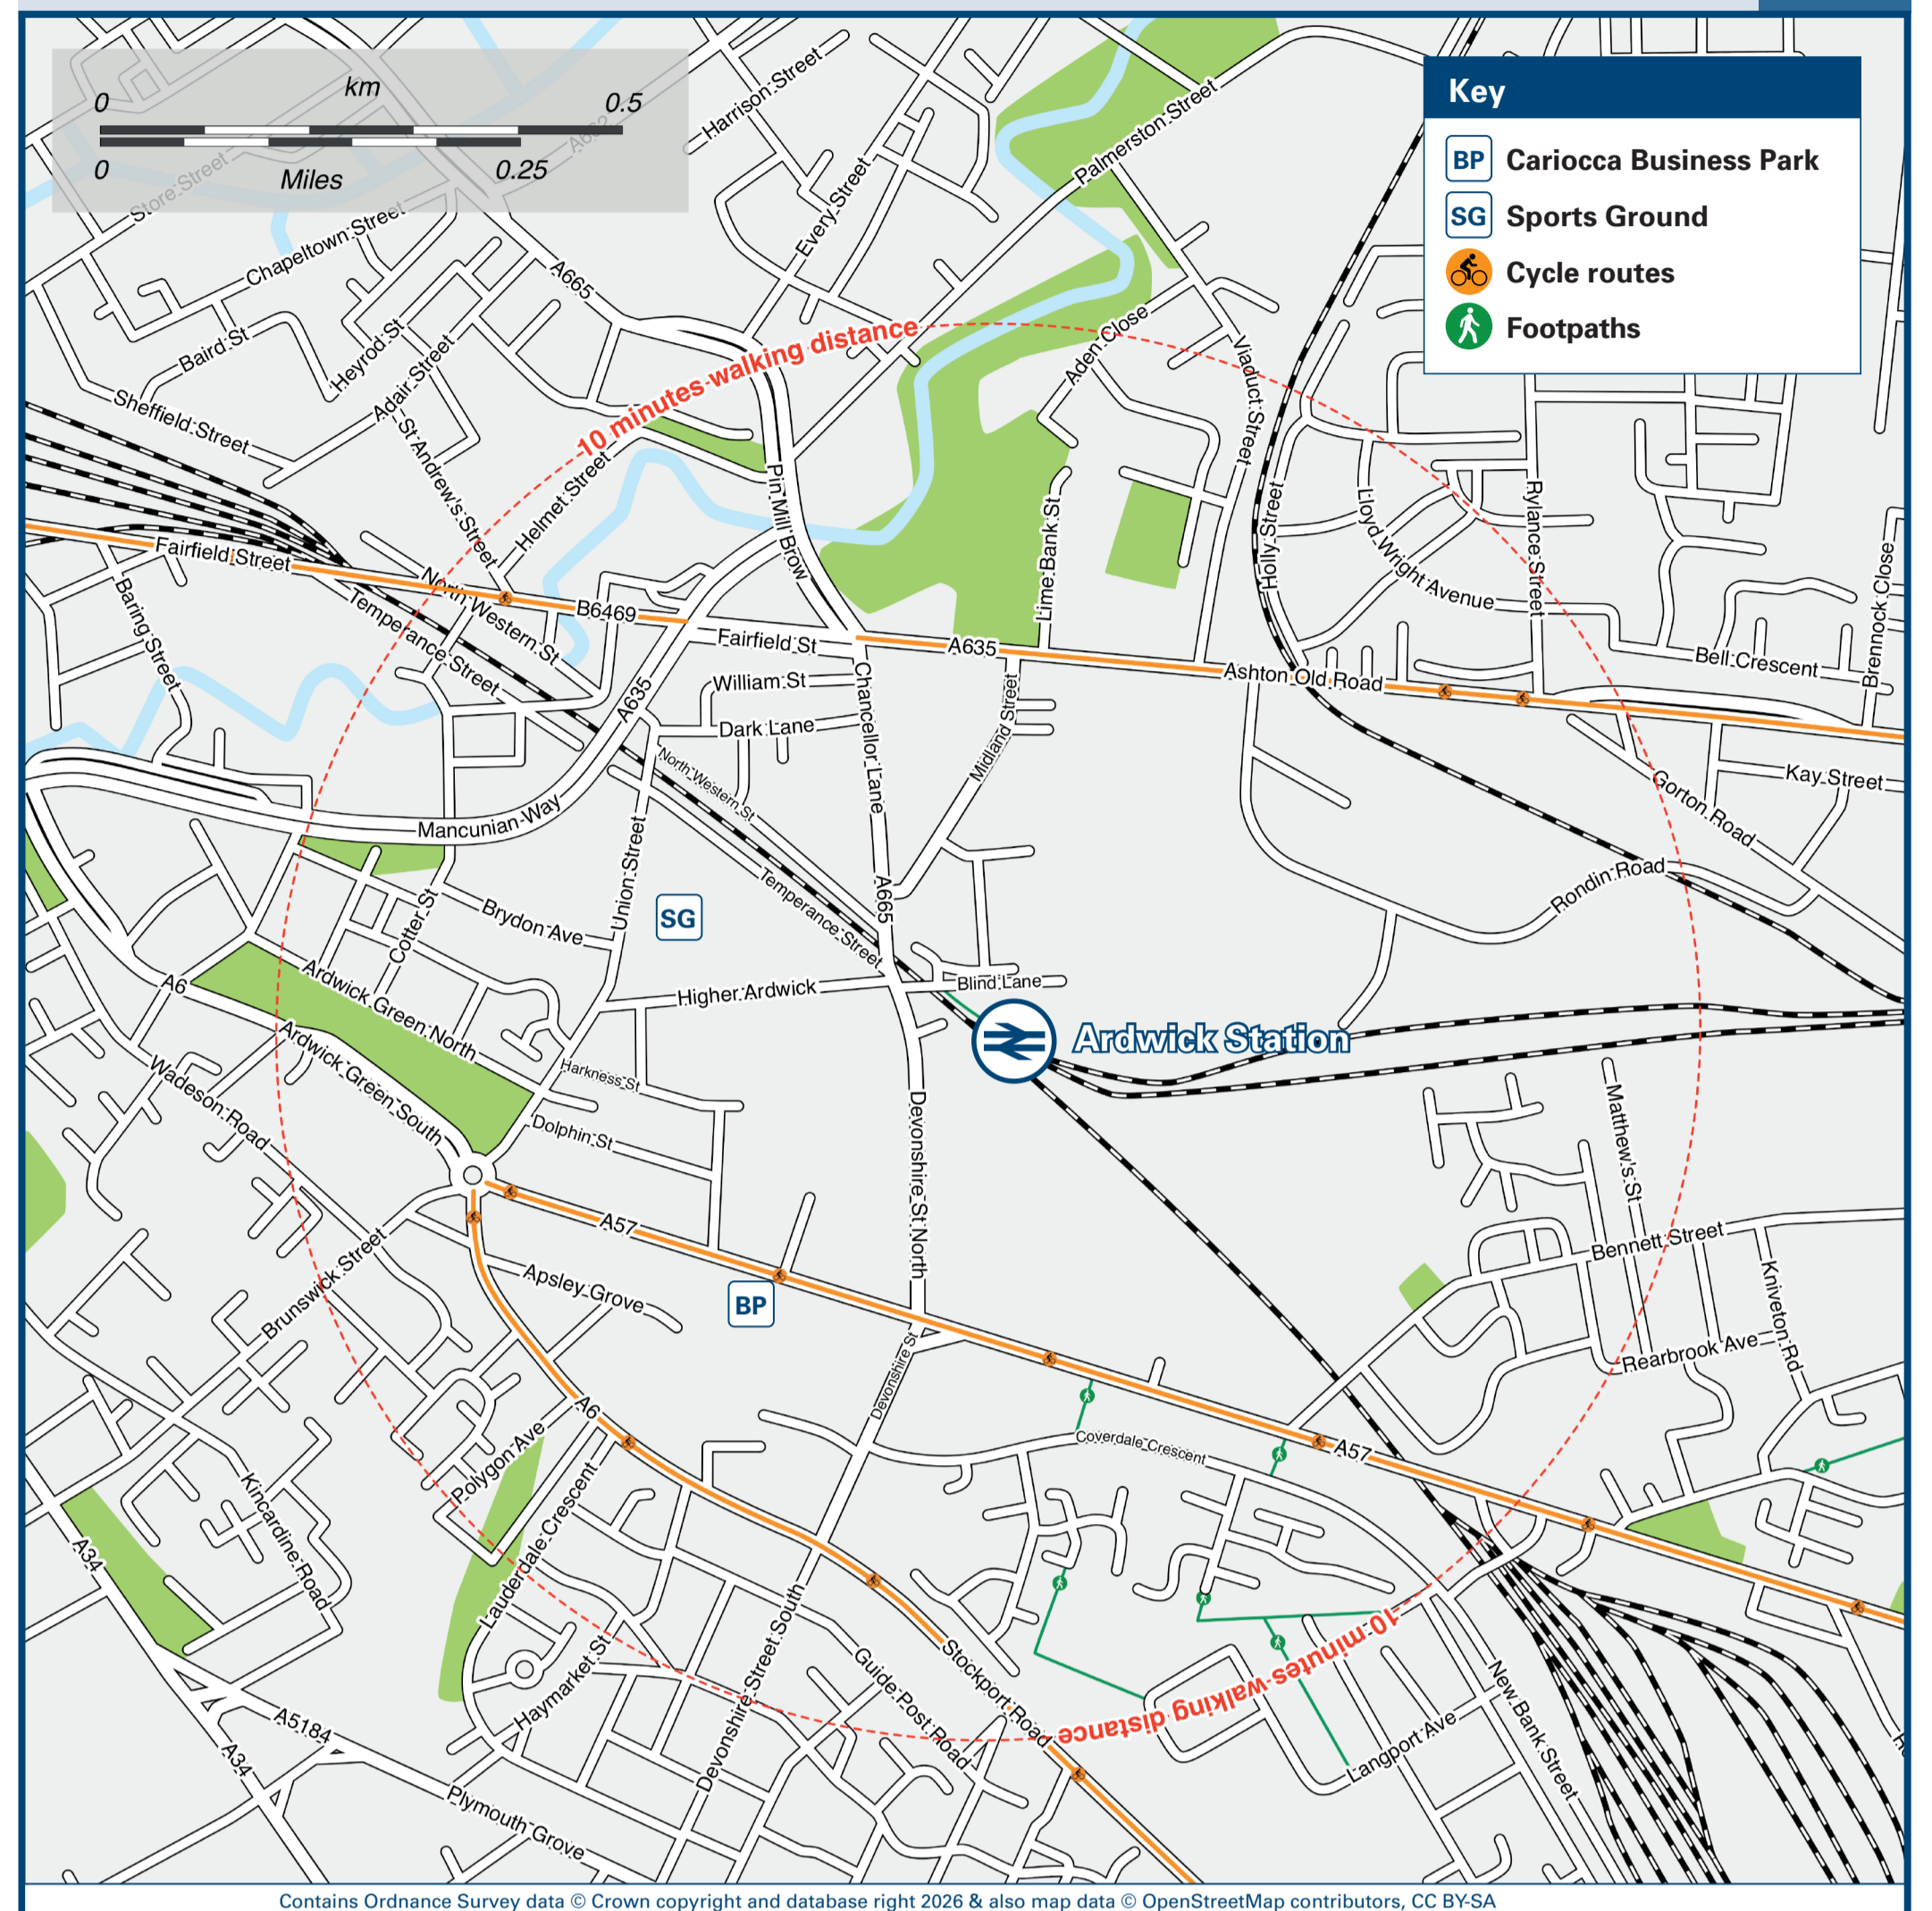 km
0
0.5
0
Miles
0.25
Key
BP Cariocca Business Park
SG Sports Ground
Cycle routes
Footpaths
Harrison Street
Palmerston Street
Store Street
A662
Chapeltown Street
Every Street
A665
Baird St
Heyrod St
Adair Street
10 minutes walking distance
Aden Close
Viaduct Street
Sheffield Street
St Andrew's Street
Helmet Street
Pin Mill Brow
Lime Bank St
Holly Street
Lloyd Wright Avenue
Rylance Street
Brennock Close
Fairfield Street
North Western St
B6469
Fairfield St
A635
Baring Street
Temperance Street
A635
William St
Dark Lane
Chancellor Lane
Midland Street
Ashton Old Road
Bell Crescent
Kay Street
Gorton Road
North Western St
Mancunian Way
Union Street
Temperance Street
A665
Rondin Road
SG
Brydon Ave
Cotter St
A6
Ardwick Green North
Higher Ardwick
Blind Lane
Ardwick Station
Ardwick Green South
Wadeson Road
Harkness St
Dolphin St
Devonshire St North
Matthew's St
A57
Bennett Street
Brunswick Street
Apsley Grove
BP
Kniveton Rd
Rearbrook Ave
Devonshire St
A6
Polygon Ave
Coverdale Crescent
A57
Kincardine Road
Lauderdale Crescent
A34
Haymarket St
Devonshire Street South
Guide Post Road
Stockport Road
10 minutes walking distance
New Bank Street
Langport Ave
A5184
A34
Plymouth Grove
Contains Ordnance Survey data © Crown copyright and database right 2026 & also map data © OpenStreetMap contributors, CC BY-SA